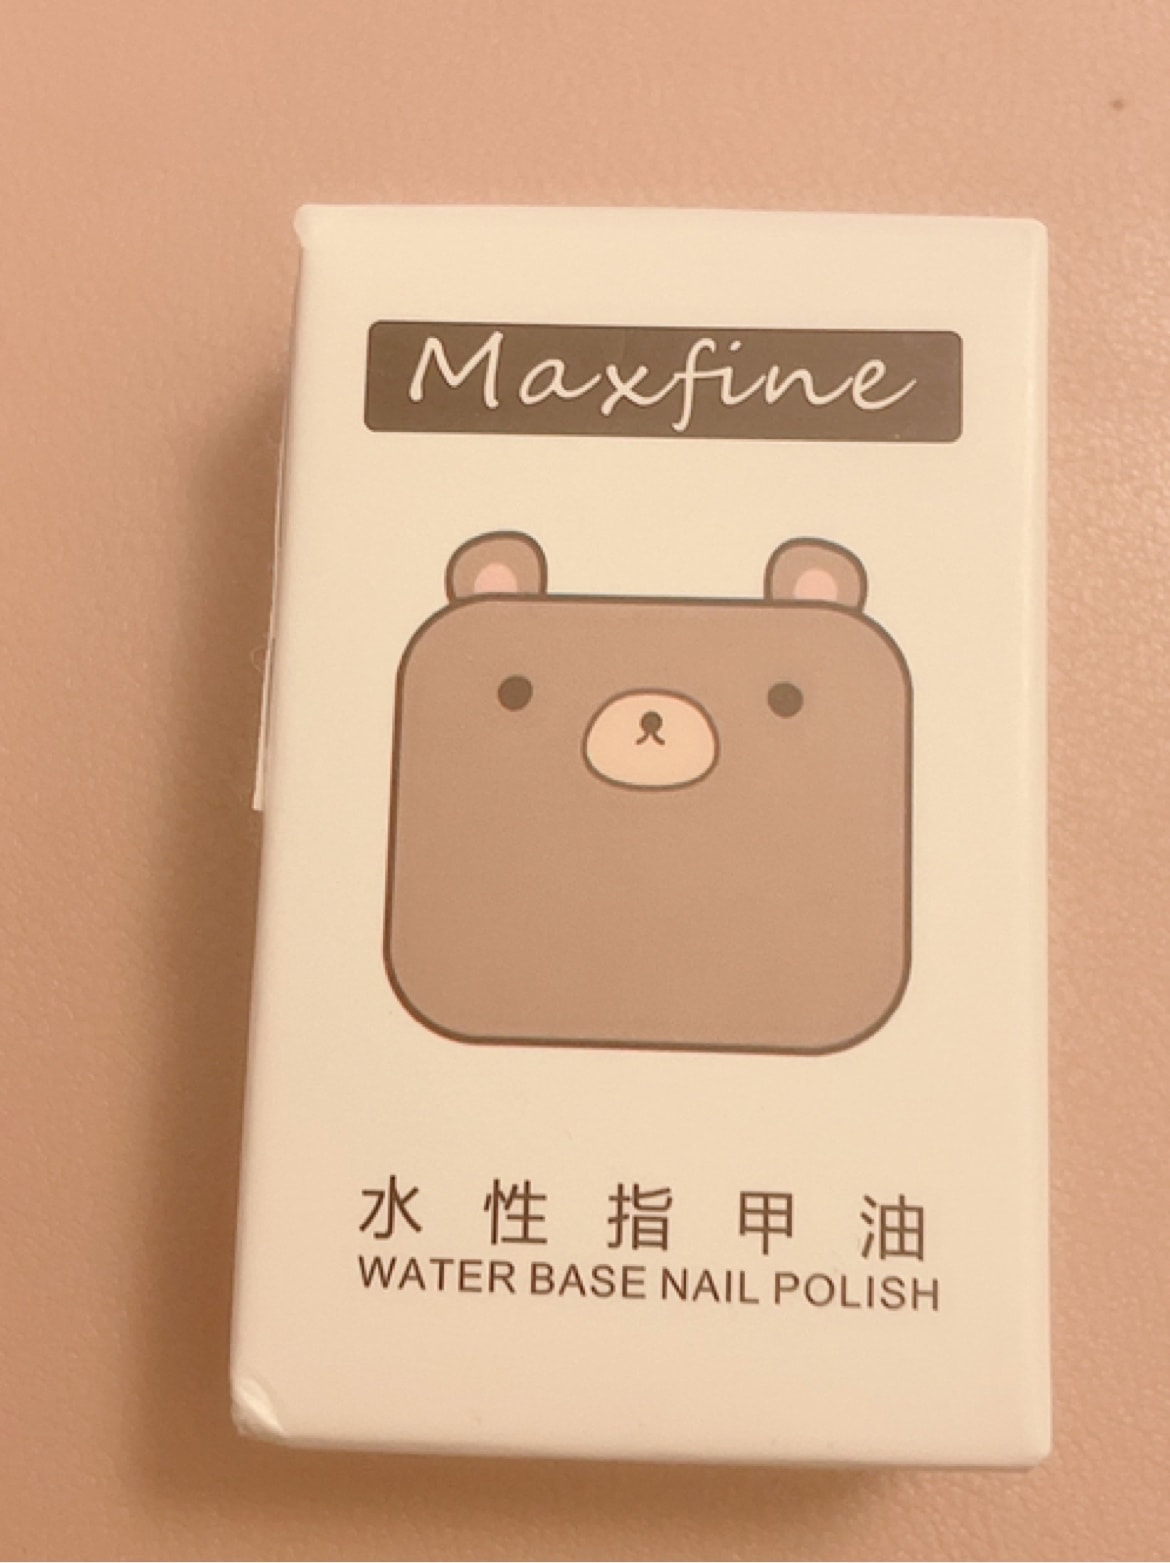 Maxfine
水性指甲油
WATER BASE NAIL POLISH